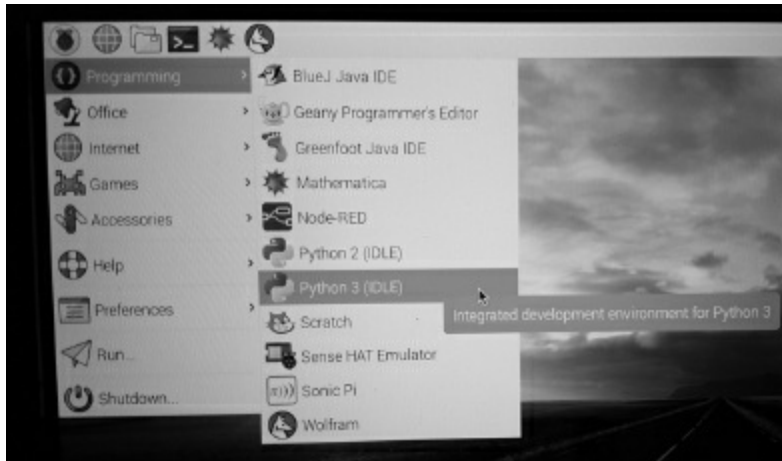 Programming
Office
Internet
Games
Accessories
Help
Preferences
Run...
Shutdown...
BlueJ Java IDE
Geany Programmer's Editor
Greenfoot Java IDE
Mathematica
Node-RED
Python 2 (IDLE)
Python 3 (IDLE)
Integrated development environment for Python 3
Scratch
Sense HAT Emulator
Sonic Pi
Wolfram